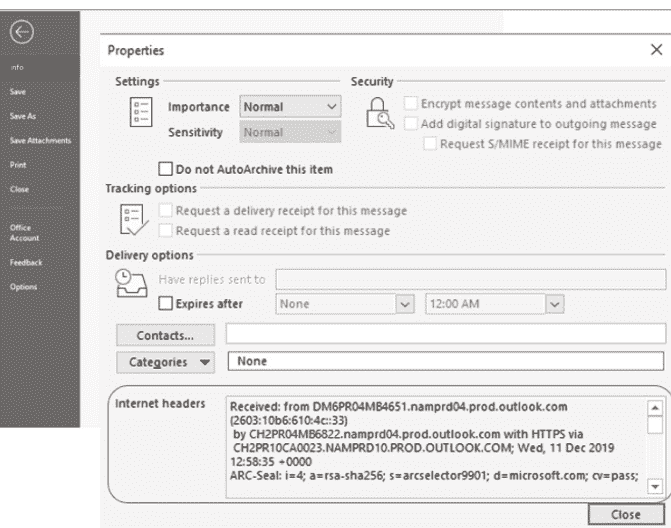 Info
Save
Save As
Save Attachments
Print
Close
Office
Account
Feedback
Options
Properties
Settings
Security
Importance Normal
Sensitivity Normal
Encrypt message contents and attachments
Add digital signature to outgoing message
Request S/MIME receipt for this message
Do not AutoArchive this item
Tracking options
Request a delivery receipt for this message
Request a read receipt for this message
Delivery options
Have replies sent to
Expires after None 12:00 AM
Contacts...
Categories None
Internet headers
Received: from DM6PR04MB4651.namprd04.prod.outlook.com
(2603:10b6:610:4c::33)
by CH2PR04MB6822.namprd04.prod.outlook.com with HTTPS via
CH2PR10CA0023.NAMPRD10.PROD.OUTLOOK.COM; Wed, 11 Dec 2019
12:58:35 +0000
ARC-Seal: i=4; a=rsa-sha256; s=arcselector9901; d=microsoft.com; cv=pass;
Close